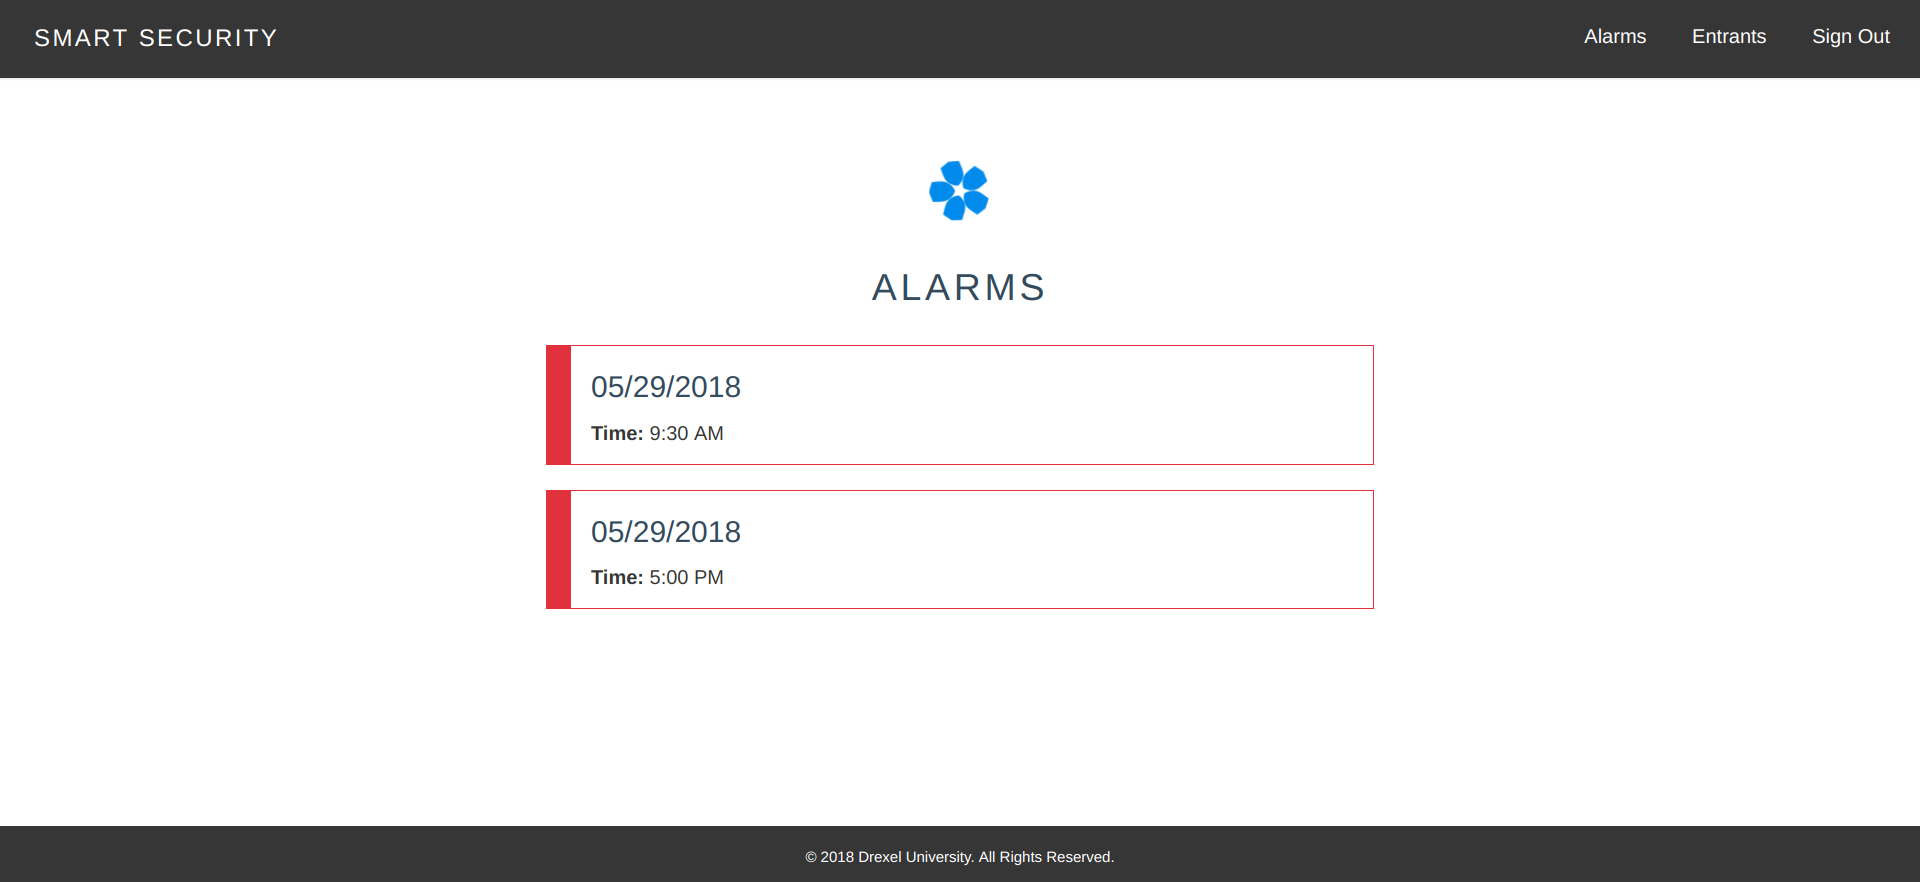 SMART SECURITY
Alarms Entrants Sign Out
ALARMS
05/29/2018
Time: 9:30 AM
05/29/2018
Time: 5:00 PM
© 2018 Drexel University. All Rights Reserved.